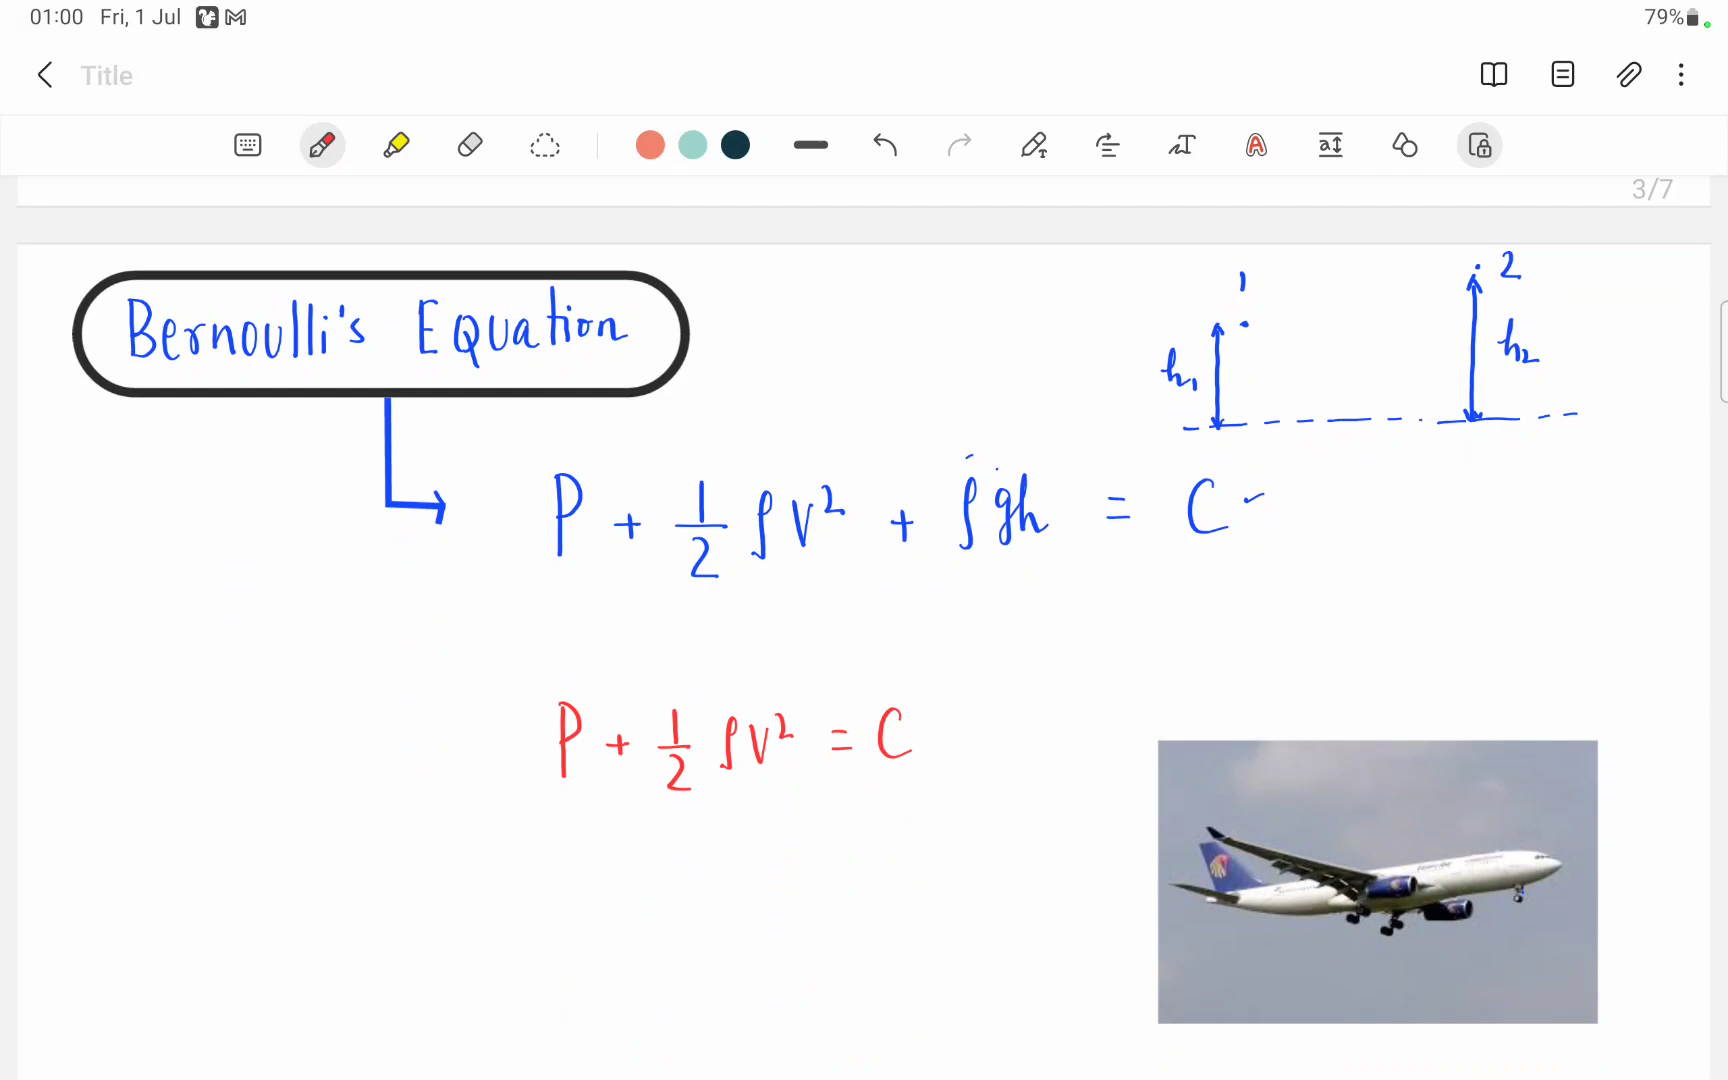 01:00 Fri, 1 Jul
79%
Title
3/7
Bernoulli's Equation
1
2
h₁
h₂
P + 1/2 ρV² + ρgh = C
P + 1/2 ρV² = C